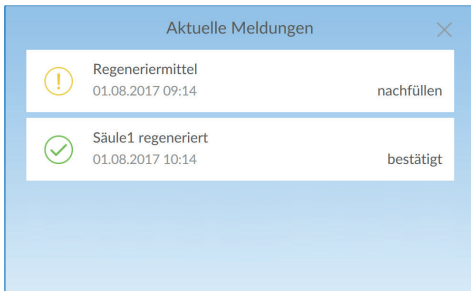 Aktuelle Meldungen
Regeneriermittel
01.08.2017 09:14
nachfüllen
Säule1 regeneriert
01.08.2017 10:14
bestätigt